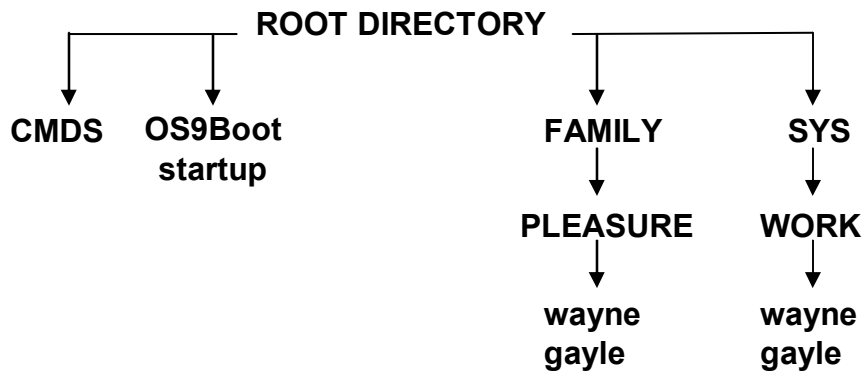 ROOT DIRECTORY
CMDS
OS9Boot
startup
FAMILY
SYS
PLEASURE
WORK
wayne
gayle
wayne
gayle